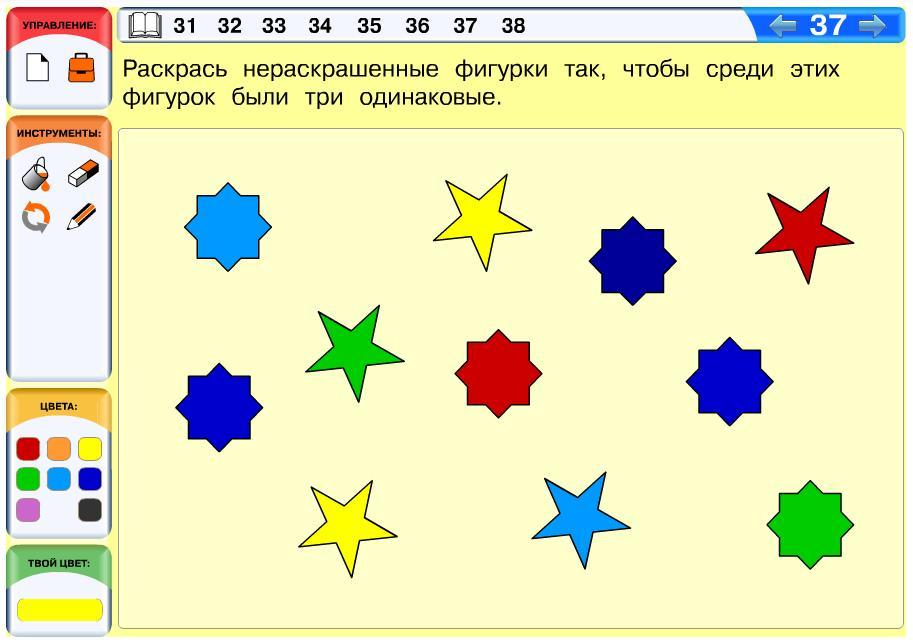 УПРАВЛЕНИЕ:
31 32 33 34 35 36 37 38
37
Раскрась нераскрашенные фигурки так, чтобы среди этих
фигурок были три одинаковые.
ИНСТРУМЕНТЫ:
ЦВЕТА:
ТВОЙ ЦВЕТ: